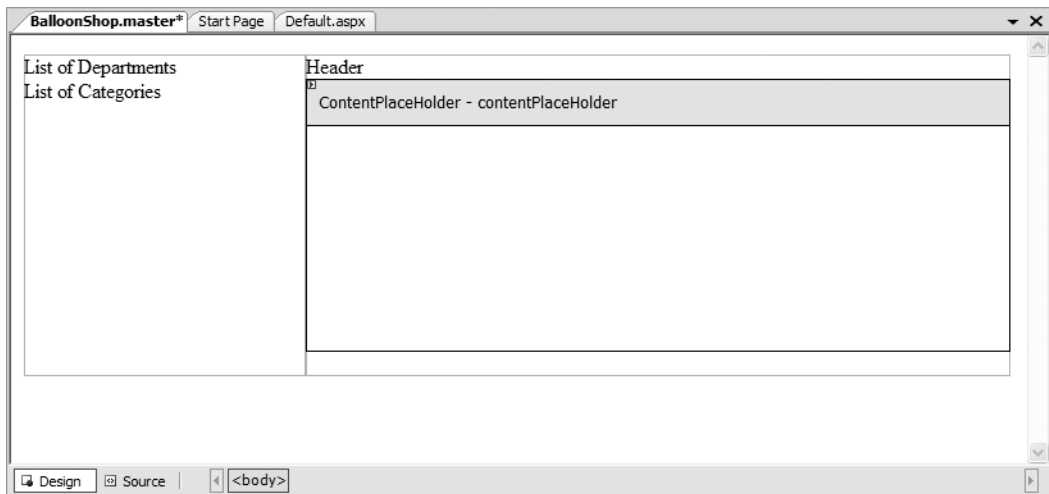 BalloonShop.master* Start Page Default.aspx
List of Departments
List of Categories
Header
ContentPlaceHolder - contentPlaceHolder
Design Source <body>